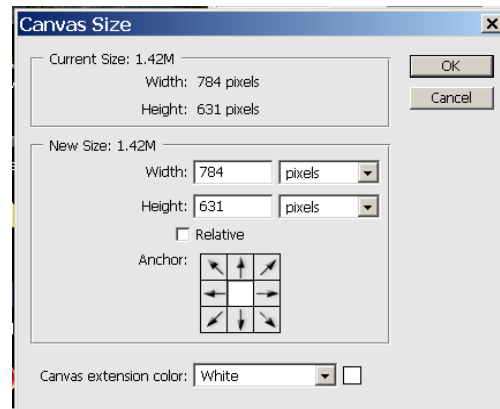 Canvas Size
Current Size: 1.42M
OK
Width: 784 pixels
Height: 631 pixels
Cancel
New Size: 1.42M
Width: 784 pixels
Height: 631 pixels
Relative
Anchor:
Canvas extension color: White